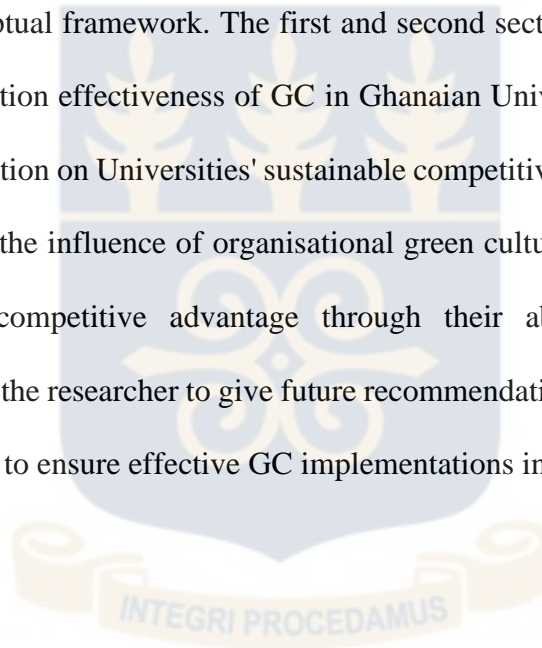 ptual framework. The first and second sect
tion effectiveness of GC in Ghanaian Univ
tion on Universities' sustainable competitiv
the influence of organisational green cultu
competitive advantage through their ab
the researcher to give future recommendati
to ensure effective GC implementations in
INTEGRI PROCEDAMUS